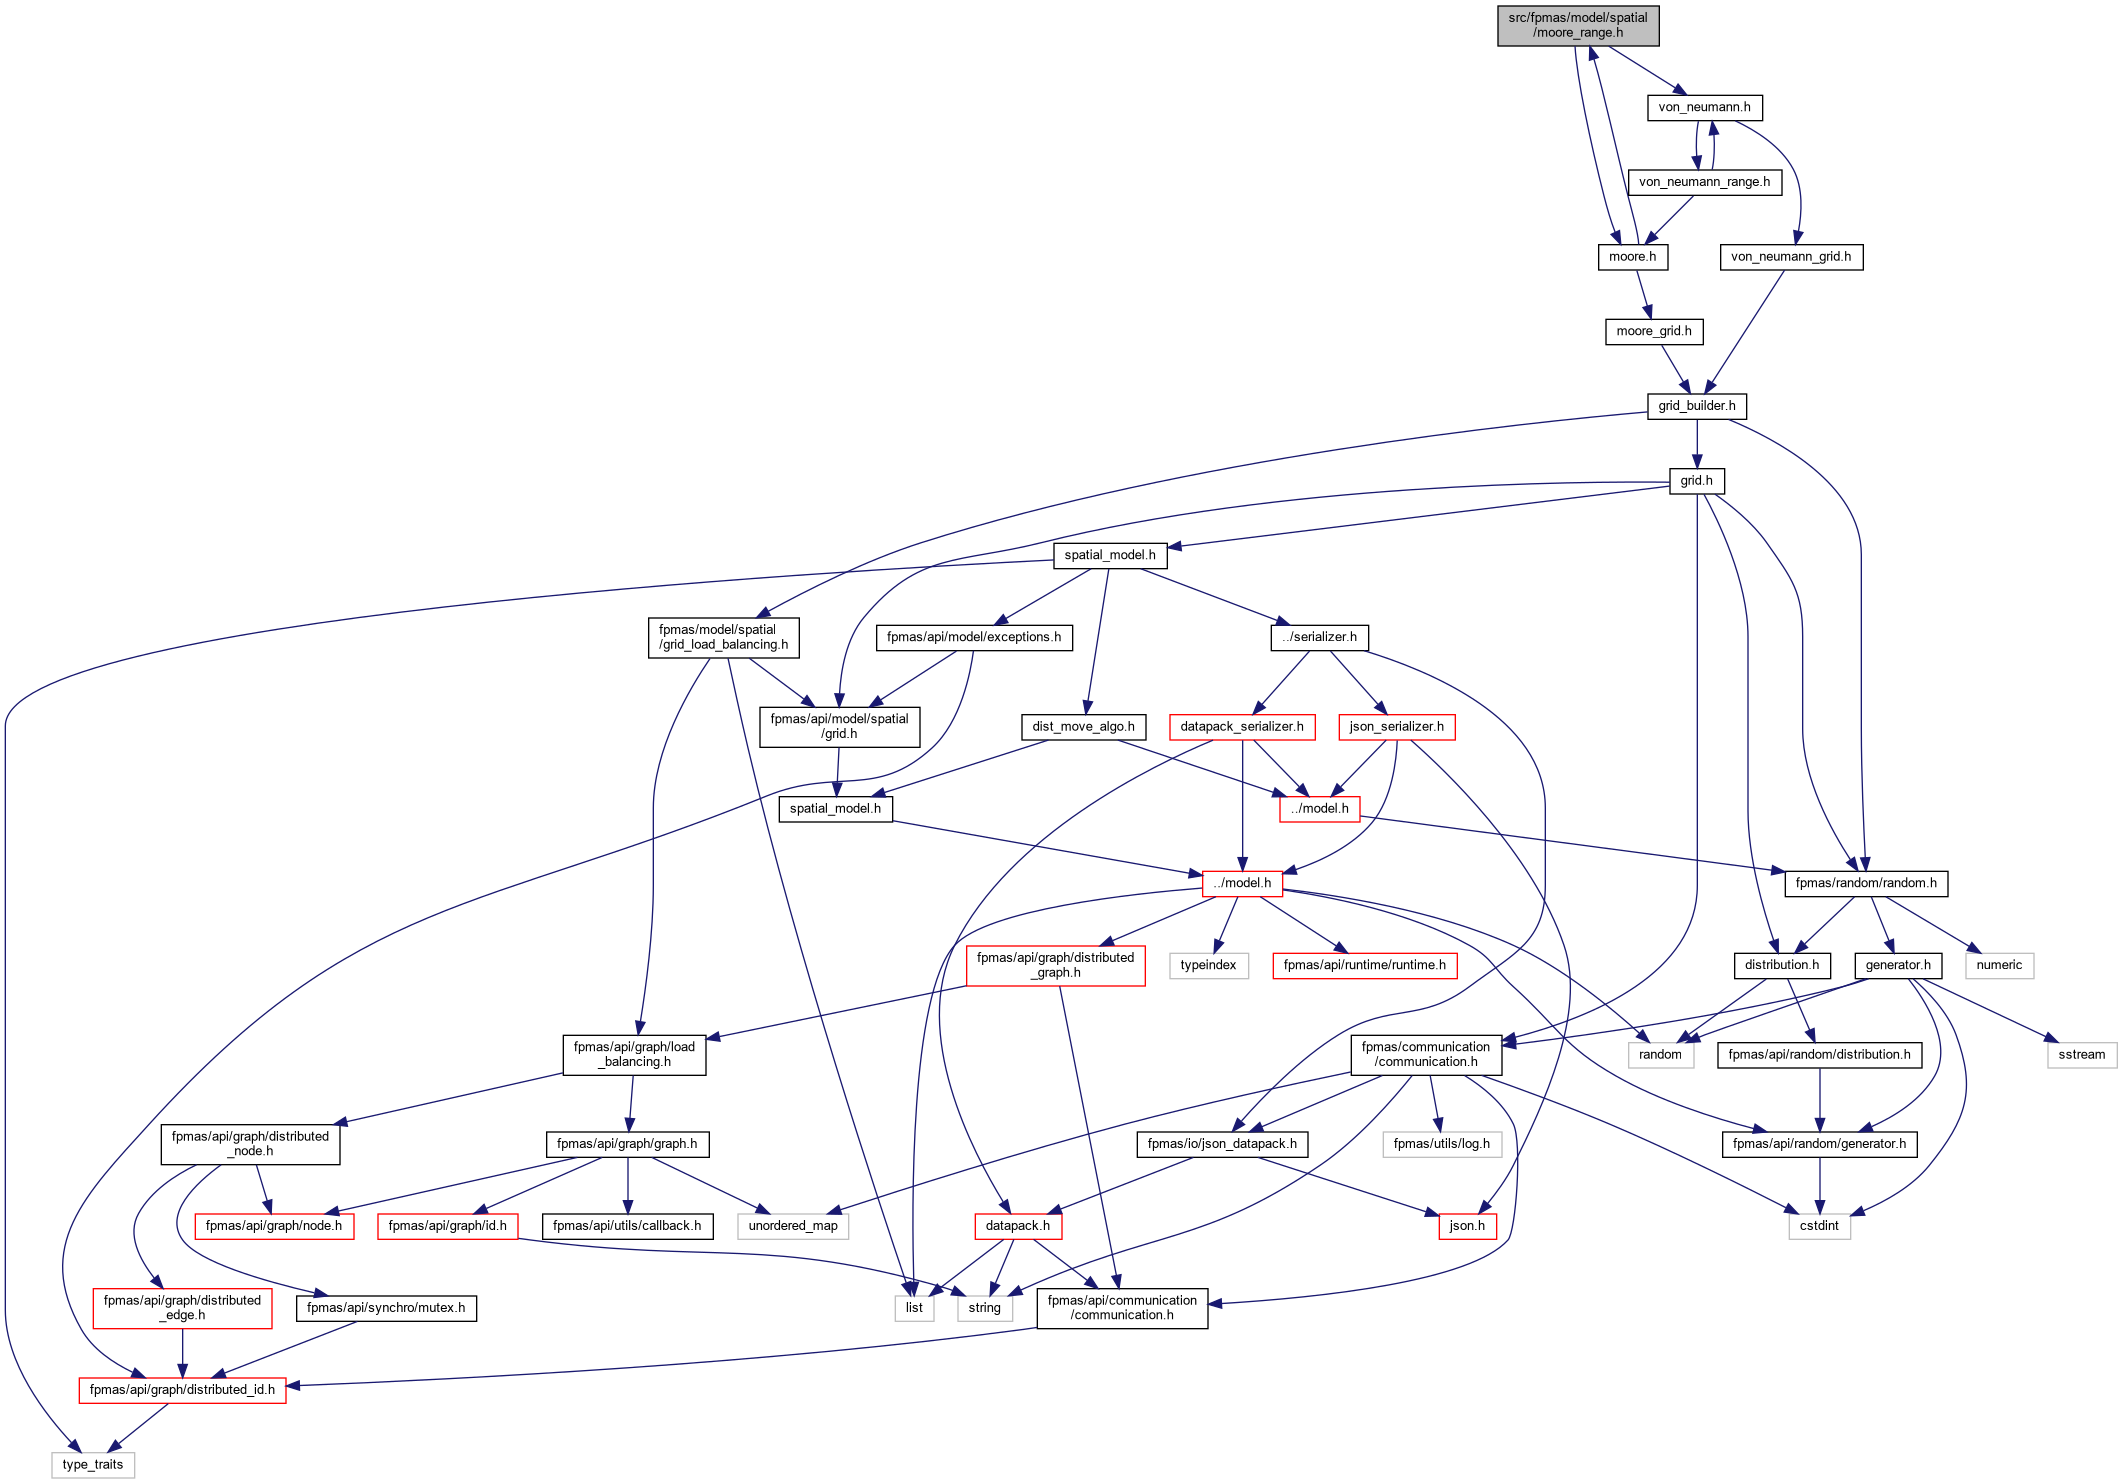 src/fpmas/model/spatial
/moore_range.h
von_neumann.h
von_neumann_range.h
moore.h
von_neumann_grid.h
moore_grid.h
grid_builder.h
grid.h
spatial_model.h
fpmas/model/spatial
/grid_load_balancing.h
fpmas/api/model/exceptions.h
../serializer.h
fpmas/api/model/spatial
/grid.h
dist_move_algo.h
datapack_serializer.h
json_serializer.h
spatial_model.h
../model.h
../model.h
fpmas/random/random.h
fpmas/api/graph/distributed
_graph.h
typeindex
fpmas/api/runtime/runtime.h
distribution.h
generator.h
numeric
fpmas/api/graph/load
_balancing.h
fpmas/communication
/communication.h
random
fpmas/api/random/distribution.h
sstream
fpmas/api/graph/distributed
_node.h
fpmas/api/graph/graph.h
fpmas/io/json_datapack.h
fpmas/utils/log.h
fpmas/api/random/generator.h
fpmas/api/graph/node.h
fpmas/api/graph/id.h
fpmas/api/utils/callback.h
unordered_map
datapack.h
json.h
cstdint
fpmas/api/graph/distributed
_edge.h
fpmas/api/synchro/mutex.h
list
string
fpmas/api/communication
/communication.h
fpmas/api/graph/distributed_id.h
type_traits